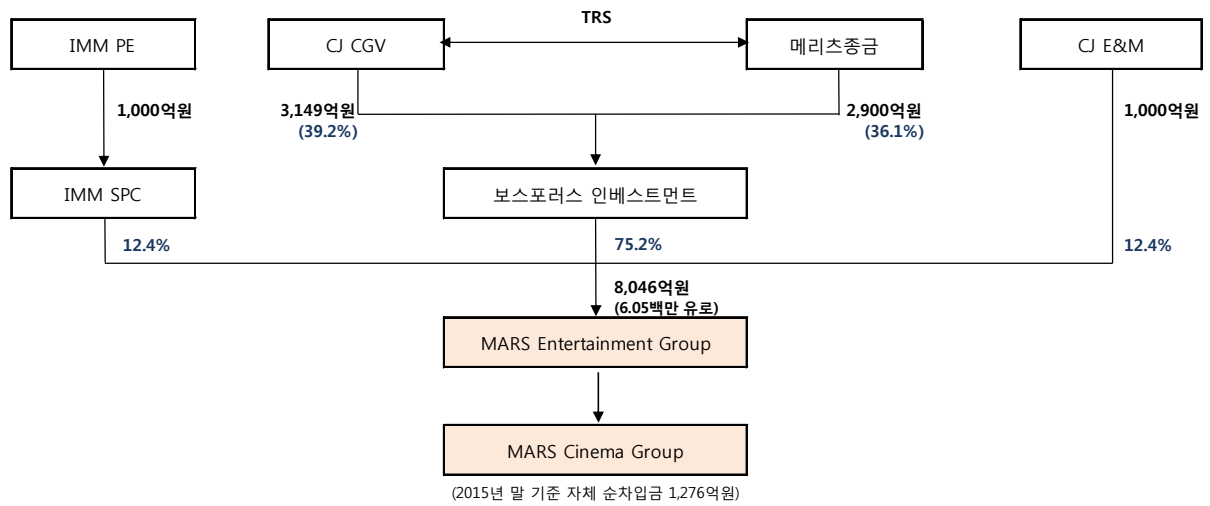 TRS
IMM PE
CJ CGV
메리츠종금
CJ E&M
1,000억원
3,149억원
(39.2%)
2,900억원
(36.1%)
1,000억원
IMM SPC
보스포러스 인베스트먼트
12.4%
75.2%
12.4%
8,046억원
(6.05백만 유로)
MARS Entertainment Group
MARS Cinema Group
(2015년 말 기준 자체 순차입금 1,276억원)